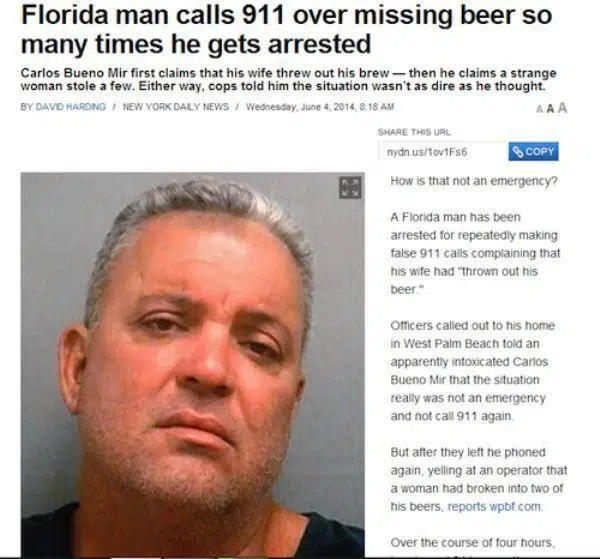 Florida man calls 911 over missing beer so
many times he gets arrested
Carlos Bueno Mir first claims that his wife threw out his brew — then he claims a strange
woman stole a few. Either way, cops told him the situation wasn't as dire as he thought.
BY DAVID HARDING / NEW YORK DAILY NEWS / Wednesday, June 4, 2014, 8:18 AM
A A A
SHARE THIS URL
nydn.us/1ov1Fs6
COPY
How is that not an emergency?
A Florida man has been
arrested for repeatedly making
false 911 calls complaining that
his wife had "thrown out his
beer."
Officers called out to his home
in West Palm Beach told an
apparently intoxicated Carlos
Bueno Mir that the situation
really was not an emergency
and not call 911 again.
But after they left he phoned
again, yelling at an operator that
a woman had broken into two of
his beers, reports wpbf.com.
Over the course of four hours,